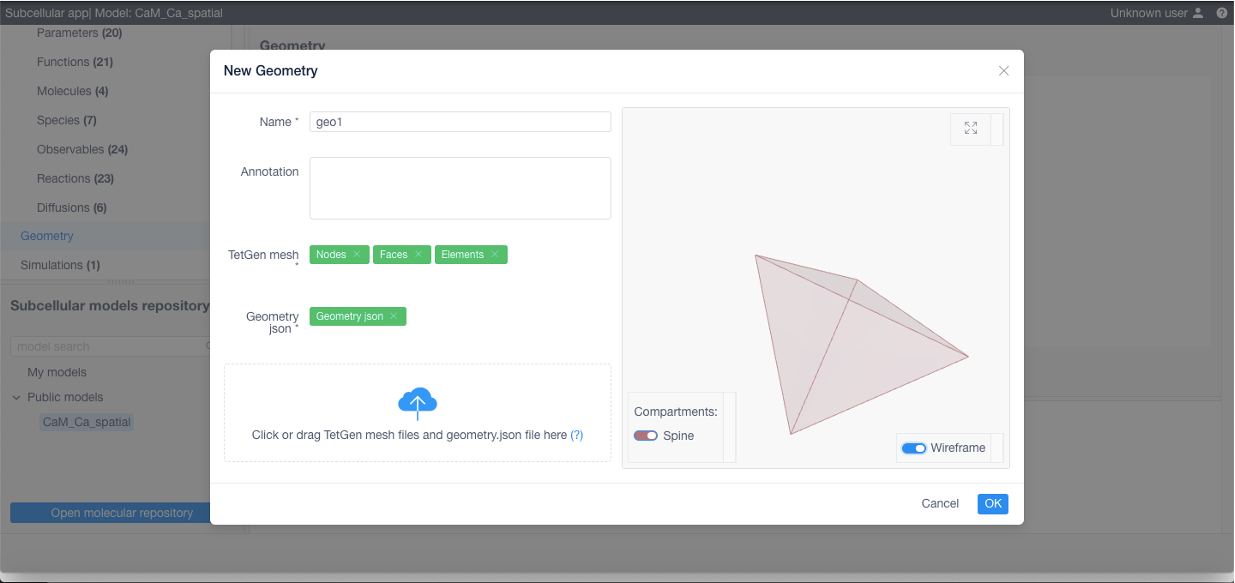 Subcellular app| Model: CaM_Ca_spatial
Unknown user
Parameters (20)
Functions (21)
Molecules (4)
Species (7)
Observables (24)
Reactions (23)
Diffusions (6)
Geometry
Simulations (1)
Subcellular models repository
model search
My models
Public models
CaM_Ca_spatial
Open molecular repository
Geometry
New Geometry
Name *
geo1
Annotation
TetGen mesh
*
Nodes
Faces
Elements
Geometry
json *
Geometry json
Click or drag TetGen mesh files and geometry.json file here (?)
Compartments:
Spine
Wireframe
Cancel
OK